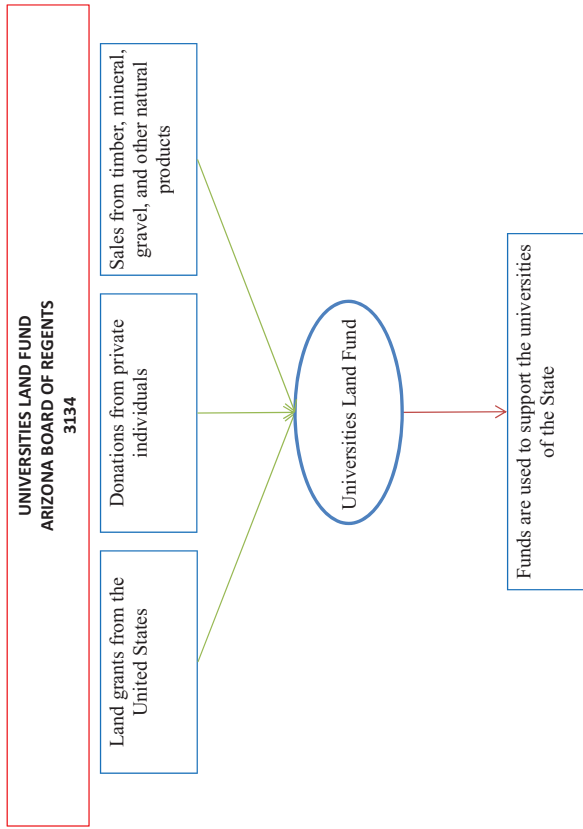 UNIVERSITIES LAND FUND
ARIZONA BOARD OF REGENTS
3134
Land grants from the
United States
Donations from private
individuals
Sales from timber, mineral,
gravel, and other natural
products
Universities Land Fund
Funds are used to support the universities
of the State